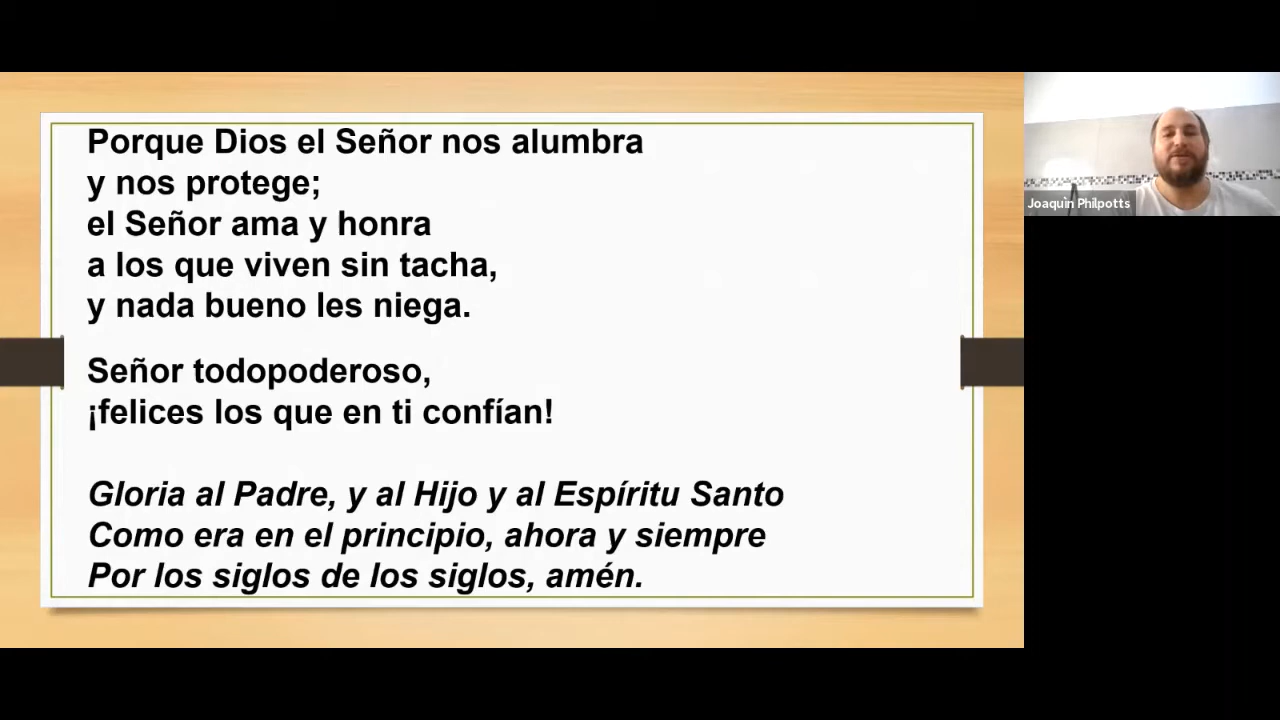 Porque Dios el Señor nos alumbra
y nos protege;
el Señor ama y honra
a los que viven sin tacha,
y nada bueno les niega.
Señor todopoderoso,
¡felices los que en ti confían!
Gloria al Padre, y al Hijo y al Espíritu Santo
Como era en el principio, ahora y siempre
Por los siglos de los siglos, amén.
Joaquin Philpotts